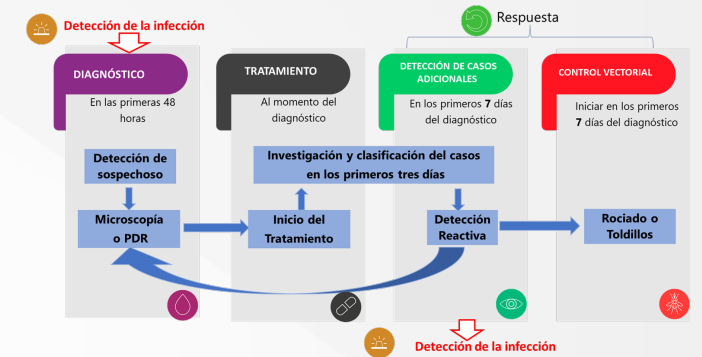 Detección de la infección
Respuesta
DIAGNÓSTICO
En las primeras 48
horas
TRATAMIENTO
Al momento del
diagnóstico
DETECCIÓN DE CASOS
ADICIONALES
En los primeros 7 días
del diagnóstico
CONTROL VECTORIAL
Iniciar en los primeros
7 días del diagnóstico
Detección de
sospechoso
Investigación y clasificación del casos
en los primeros tres días
Microscopía
o PDR
Inicio del
Tratamiento
Detección
Reactiva
Rociado o
Toldillos
Detección de la infección